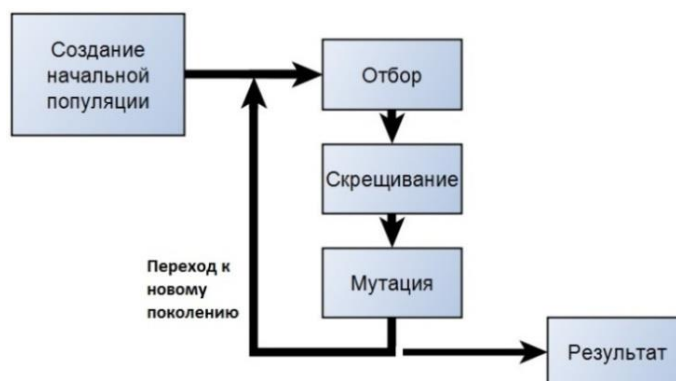 Создание
начальной
популяции
Отбор
Скрещивание
Мутация
Переход к
новому
поколению
Результат